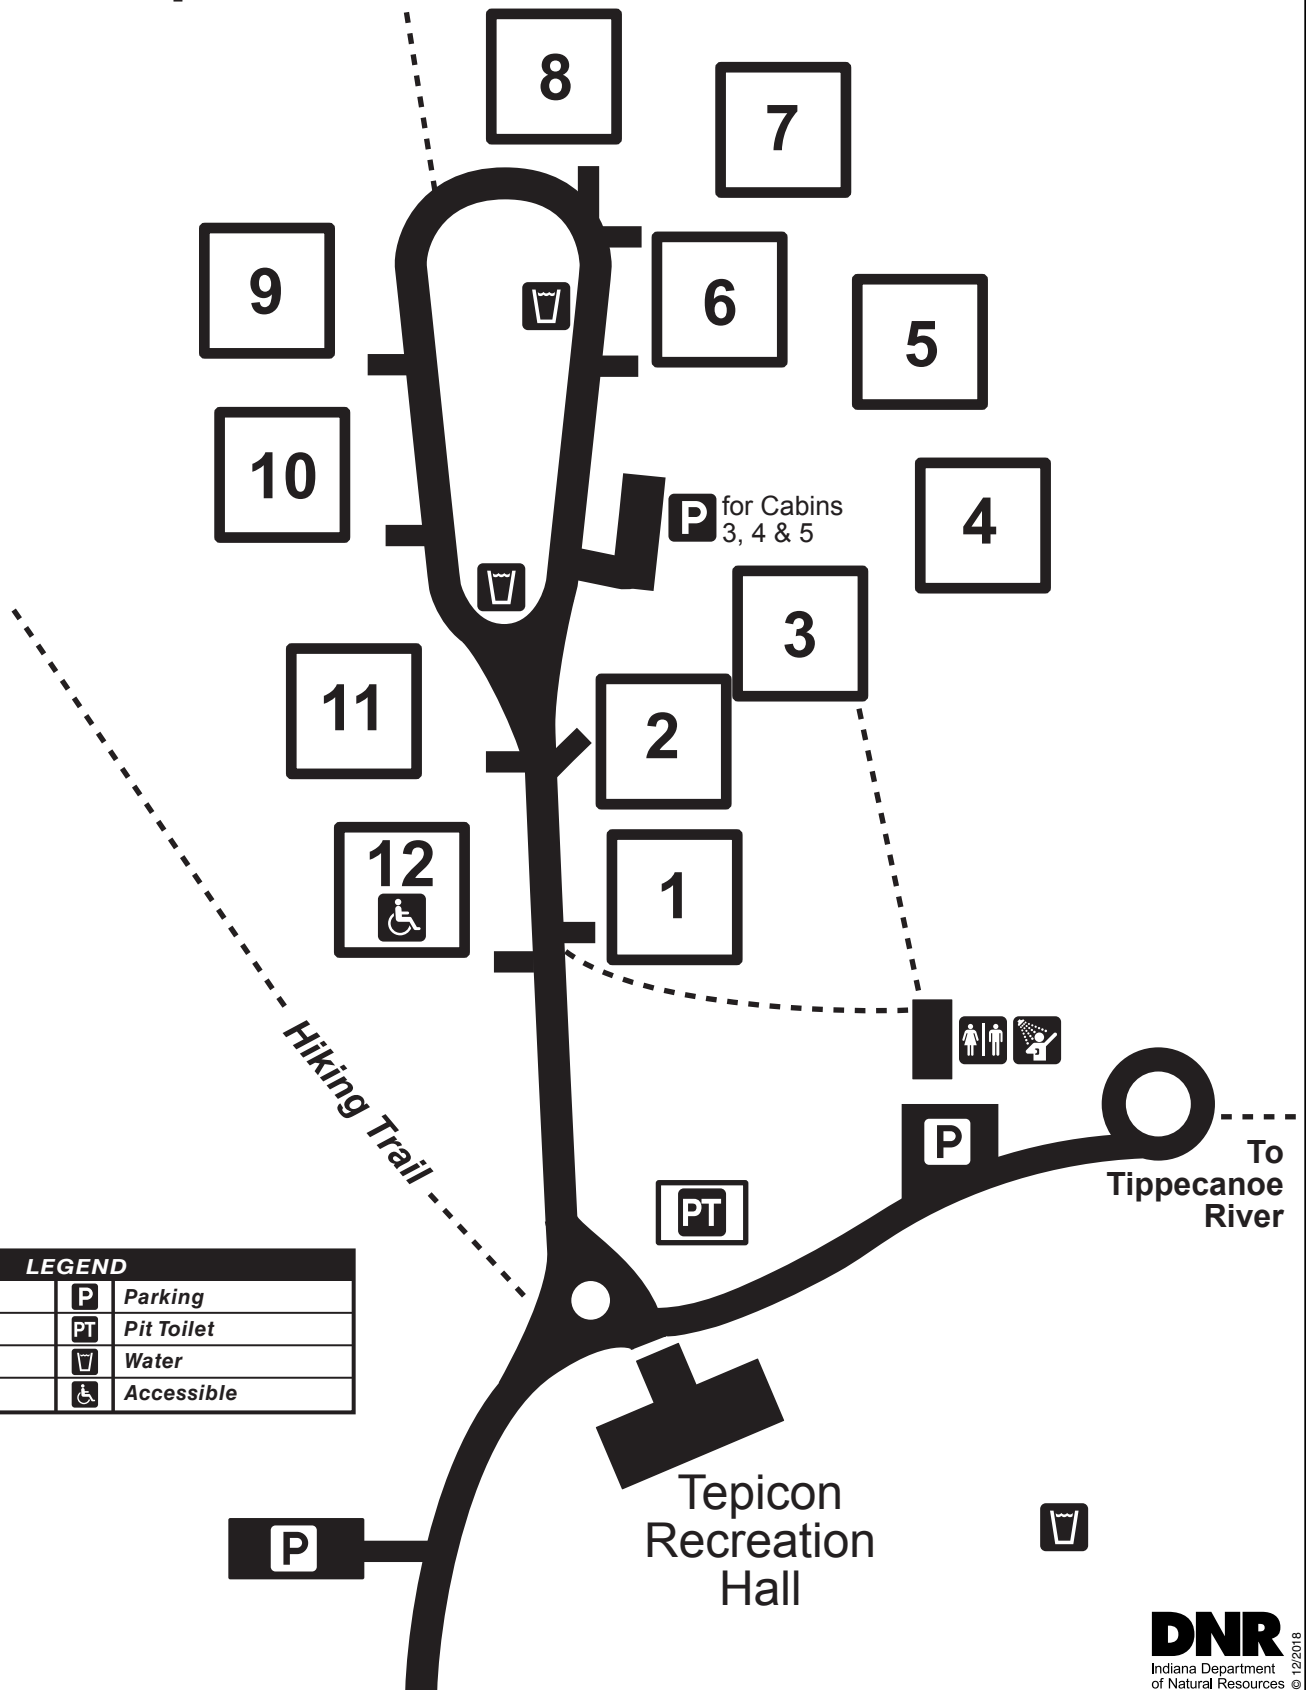 8
7
9
6
5
10
P for Cabins
3, 4 & 5
4
3
11
2
12
1
Hiking Trail
P
To
Tippecanoe
River
PT
LEGEND
P Parking
PT Pit Toilet
Water
Accessible
Tepicon
Recreation
Hall
P
DNR
Indiana Department
of Natural Resources
© 12/2018